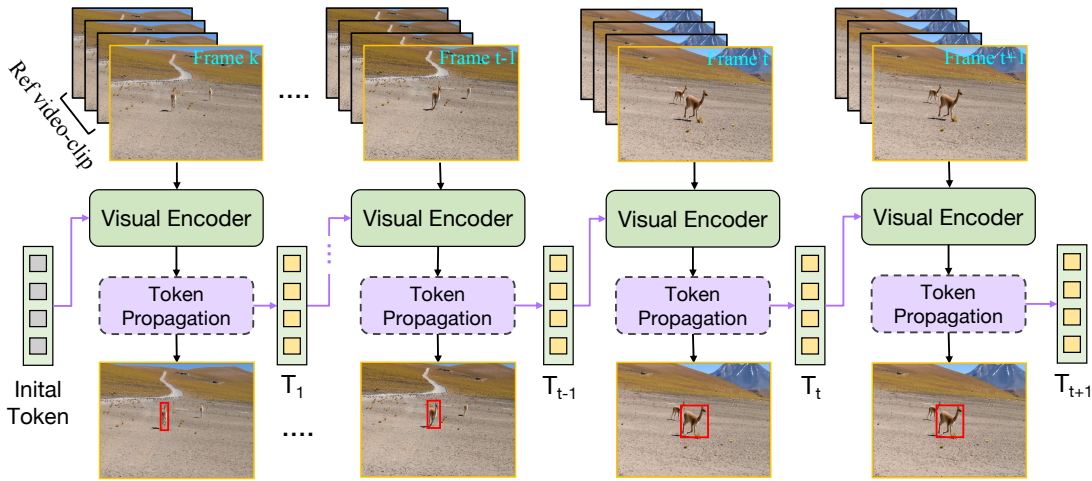 Frame k
Frame t-1
Frame t
Frame t+1
Ref video-clip
....
Visual Encoder
Visual Encoder
Visual Encoder
Visual Encoder
Token
Propagation
Token
Propagation
Token
Propagation
Token
Propagation
Inital
Token
T1
Tt-1
Tt
Tt+1
....